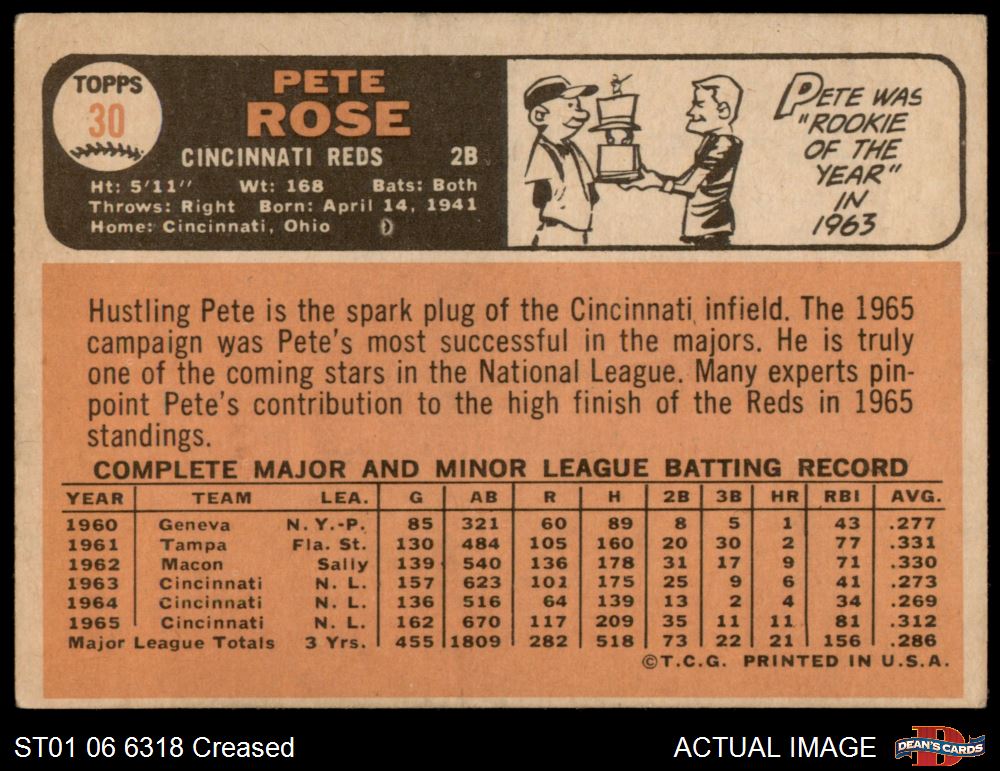 TOPPS
30
PETE
ROSE
CINCINNATI REDS 2B
Ht: 5'11" Wt: 168 Bats: Both
Throws: Right Born: April 14, 1941
Home: Cincinnati, Ohio
PETE WAS
"ROOKIE
OF THE
YEAR"
IN
1963
Hustling Pete is the spark plug of the Cincinnati infield. The 1965
campaign was Pete's most successful in the majors. He is truly
one of the coming stars in the National League. Many experts pin-
point Pete's contribution to the high finish of the Reds in 1965
standings.
COMPLETE MAJOR AND MINOR LEAGUE BATTING RECORD
YEAR TEAM LEA. G AB R H 2B 3B HR RBI AVG.
1960 Geneva N.Y.-P. 85 321 60 89 8 5 1 43 .277
1961 Tampa Fla. St. 130 484 105 160 20 30 2 77 .331
1962 Macon Sally 139 540 136 178 31 17 9 71 .330
1963 Cincinnati N. L. 157 623 101 175 25 9 6 41 .273
1964 Cincinnati N. L. 136 516 64 139 13 2 4 34 .269
1965 Cincinnati N. L. 162 670 117 209 35 11 11 81 .312
Major League Totals 3 Yrs. 455 1809 282 518 73 22 21 156 .286
©T.C.G. PRINTED IN U.S.A.
ST01 06 6318 Creased
ACTUAL IMAGE
D
DEAN'S CARDS